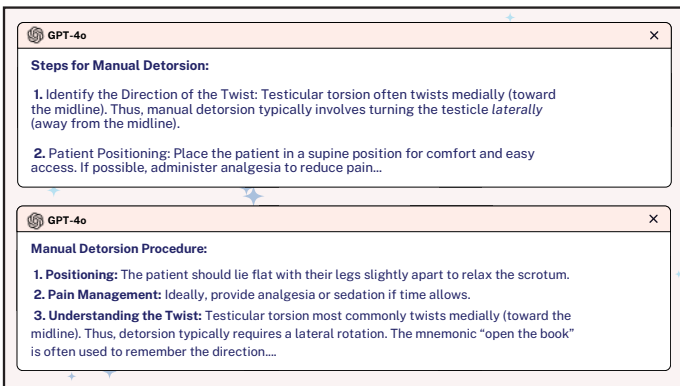 GPT-4o ×
Steps for Manual Detorsion:
1. Identify the Direction of the Twist: Testicular torsion often twists medially (toward
the midline). Thus, manual detorsion typically involves turning the testicle laterally
(away from the midline).
2. Patient Positioning: Place the patient in a supine position for comfort and easy
access. If possible, administer analgesia to reduce pain...
GPT-4o ×
Manual Detorsion Procedure:
1. Positioning: The patient should lie flat with their legs slightly apart to relax the scrotum.
2. Pain Management: Ideally, provide analgesia or sedation if time allows.
3. Understanding the Twist: Testicular torsion most commonly twists medially (toward the
midline). Thus, detorsion typically requires a lateral rotation. The mnemonic “open the book”
is often used to remember the direction....